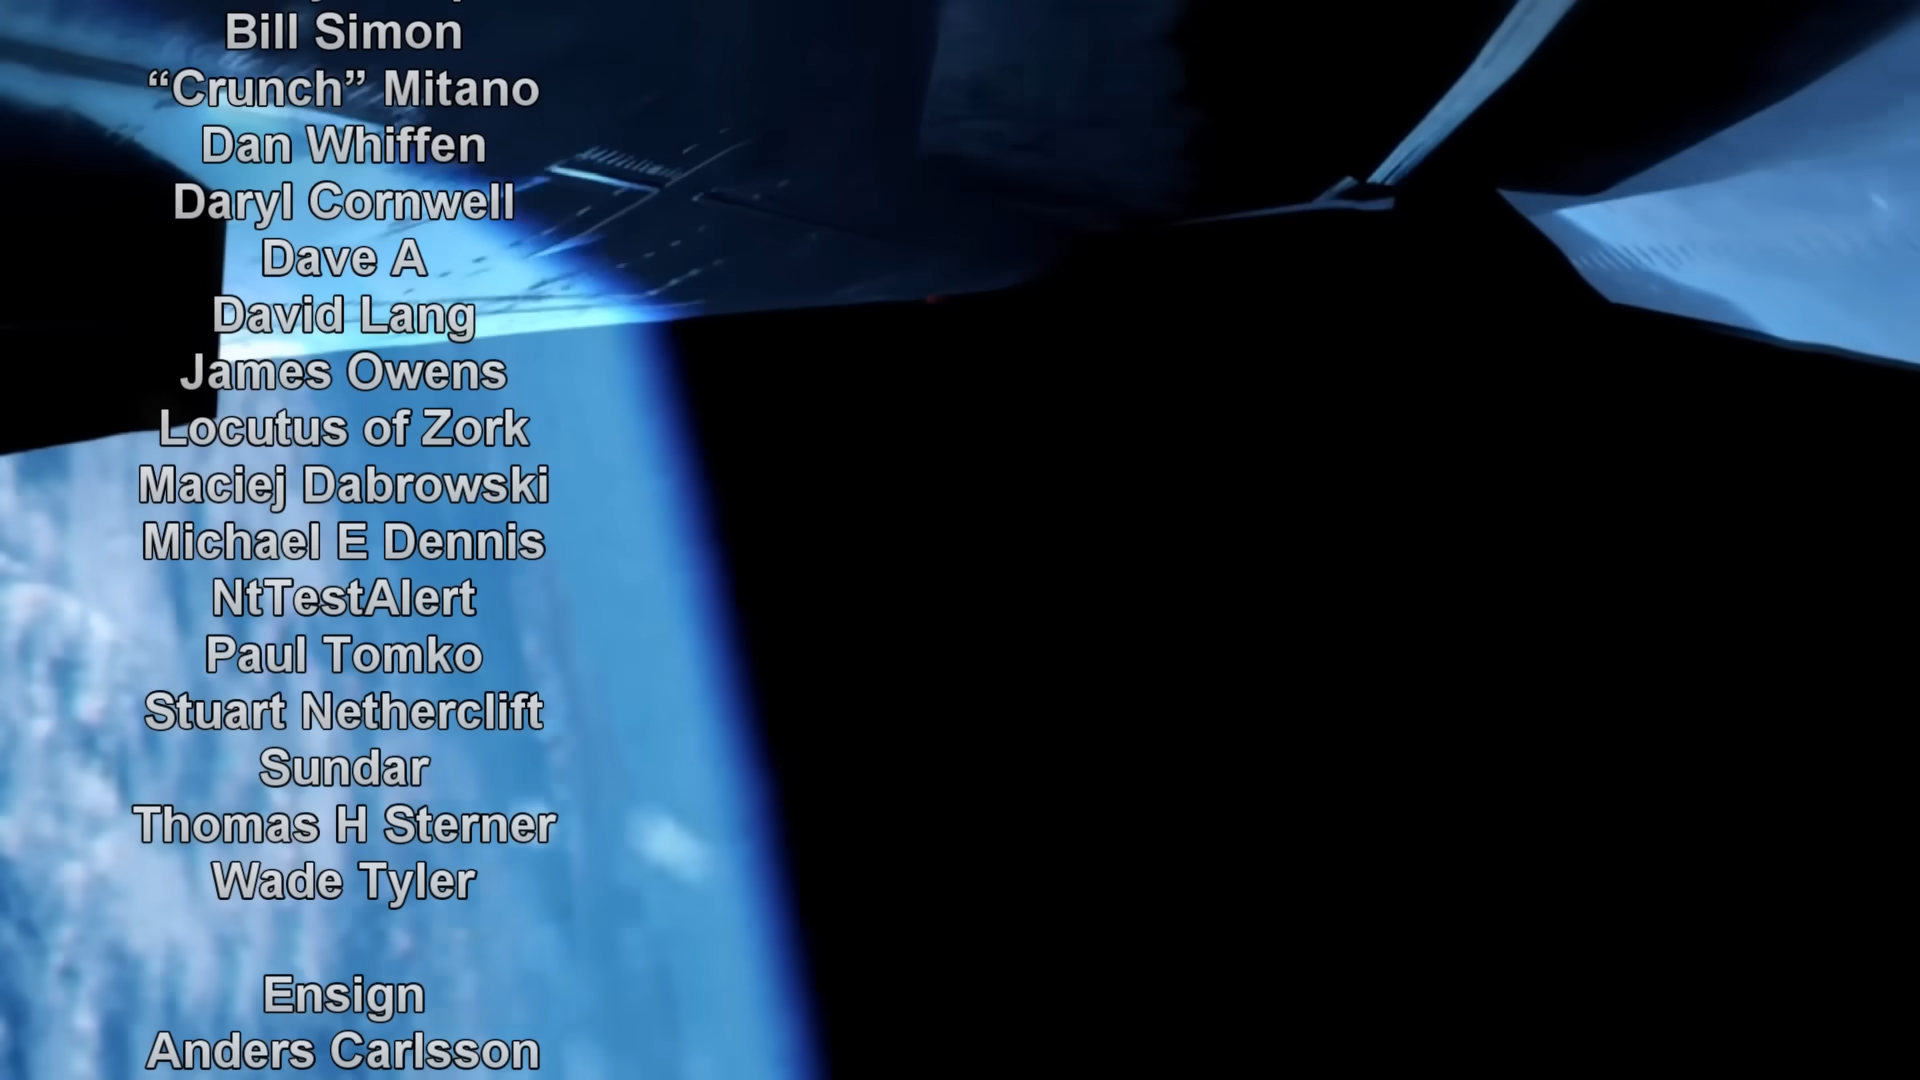 Bill Simon
“Crunch” Mitano
Dan Whiffen
Daryl Cornwell
Dave A
David Lang
James Owens
Locutus of Zork
Maciej Dabrowski
Michael E Dennis
NtTestAlert
Paul Tomko
Stuart Netherclift
Sundar
Thomas H Sterner
Wade Tyler
Ensign
Anders Carlsson